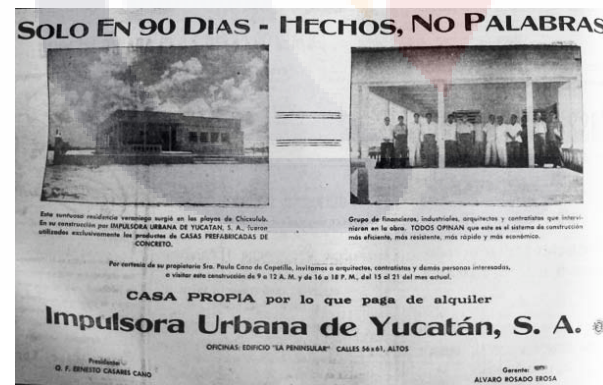 SOLO EN 90 DIAS - HECHOS, NO PALABRAS
Esta suntuosa residencia veraniega surgió en las playas de Chicxulub.
En su construcción por IMPULSORA URBANA DE YUCATAN, S. A., fueron
utilizados exclusivamente los productos de CASAS PREFABRICADAS DE
CONCRETO.
Grupo de financieros, industriales, arquitectos y contratistas que intervi-
nieron en la obra. TODOS OPINAN que este es el sistema de construcción
más eficiente, más resistente, más rápido y más económico.
Por cortesía de su propietaria Sra. Paula Cano de Capetillo, invitamos a arquitectos, contratistas y demás personas interesadas,
a visitar esta construcción de 9 a 12 A. M. y de 16 a 18 P. M., del 15 al 21 del mes actual.
CASA PROPIA por lo que paga de alquiler
Impulsora Urbana de Yucatán, S. A.
OFICINAS: EDIFICIO "LA PENINSULAR" CALLES 56 x 61, ALTOS
Presidente
Q. F. ERNESTO CASARES CANO
Gerente:
ALVARO ROSADO EROSA